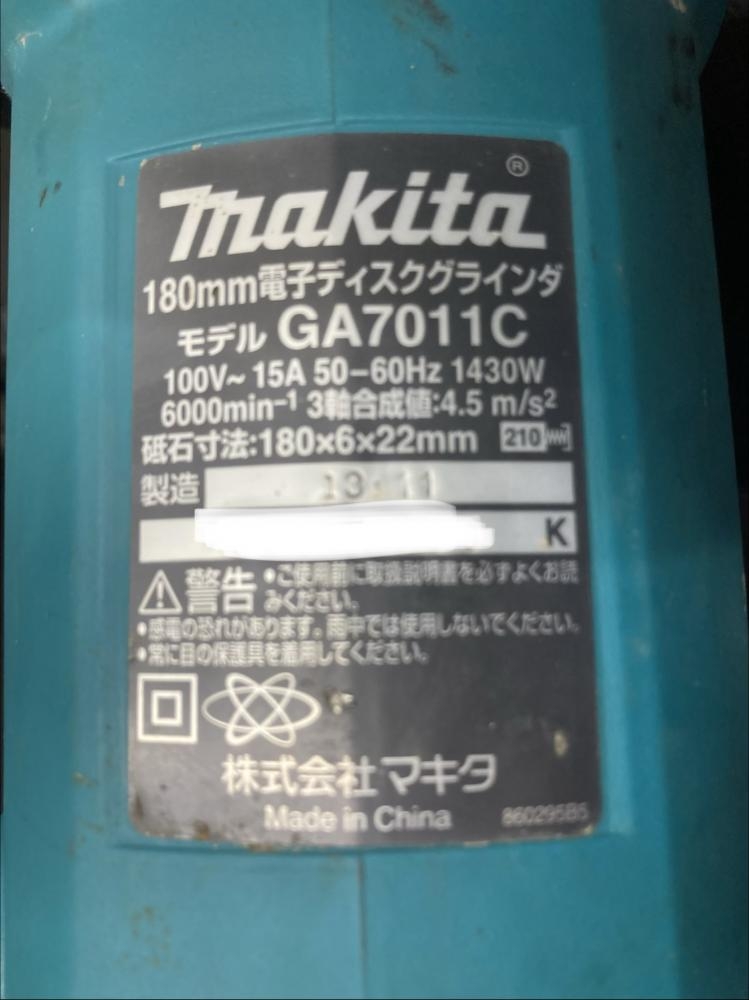 makita®
180mm電子ディスクグラインダ
モデル GA7011C
100V~ 15A 50-60Hz 1430W
6000min⁻¹ 3軸合成値:4.5 m/s²
砥石寸法:180×6×22mm 210
製造 13.11
K
警告 •ご使用前に取扱説明書を必ずよくお読
みください。
•感電の恐れがあります。雨中では使用しないでください。
•常に目の保護具を着用してください。
株式会社マキタ
Made in China 860295B5